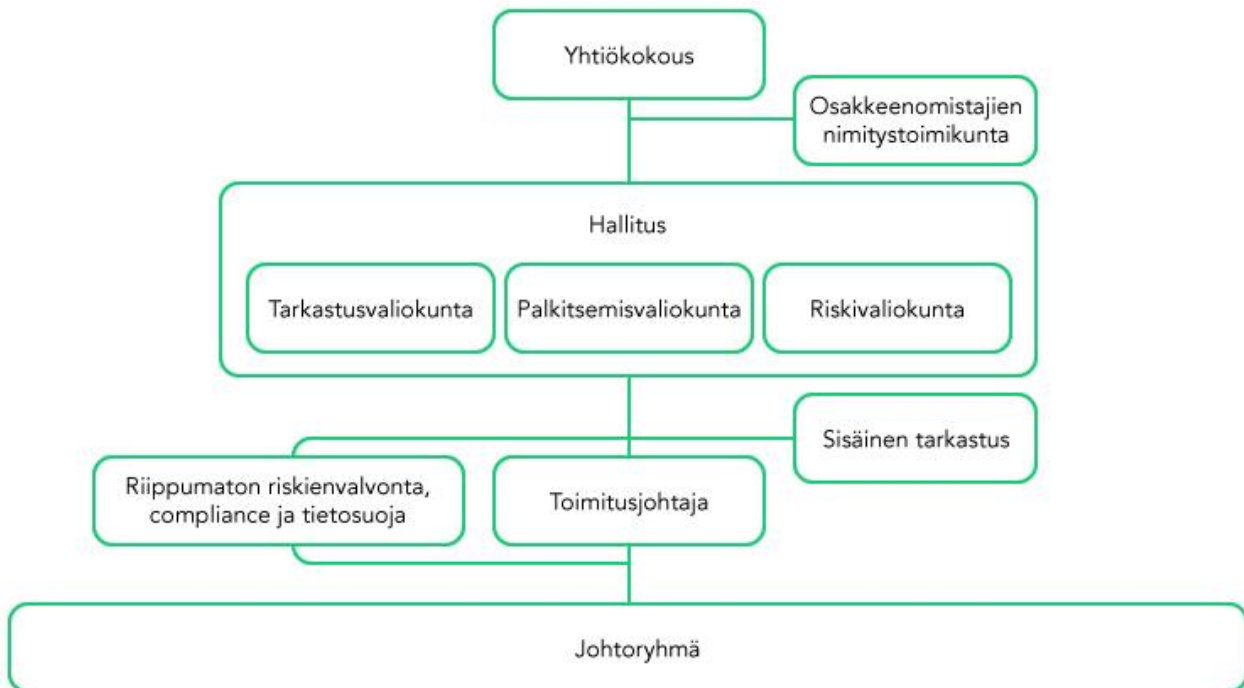 Yhtiökokous
Osakkeenomistajien
nimitystoimikunta
Hallitus
Tarkastusvaliokunta
Palkitsemisvaliokunta
Riskivaliokunta
Sisäinen tarkastus
Riippumaton riskienvalvonta,
compliance ja tietosuoja
Toimitusjohtaja
Johtoryhmä